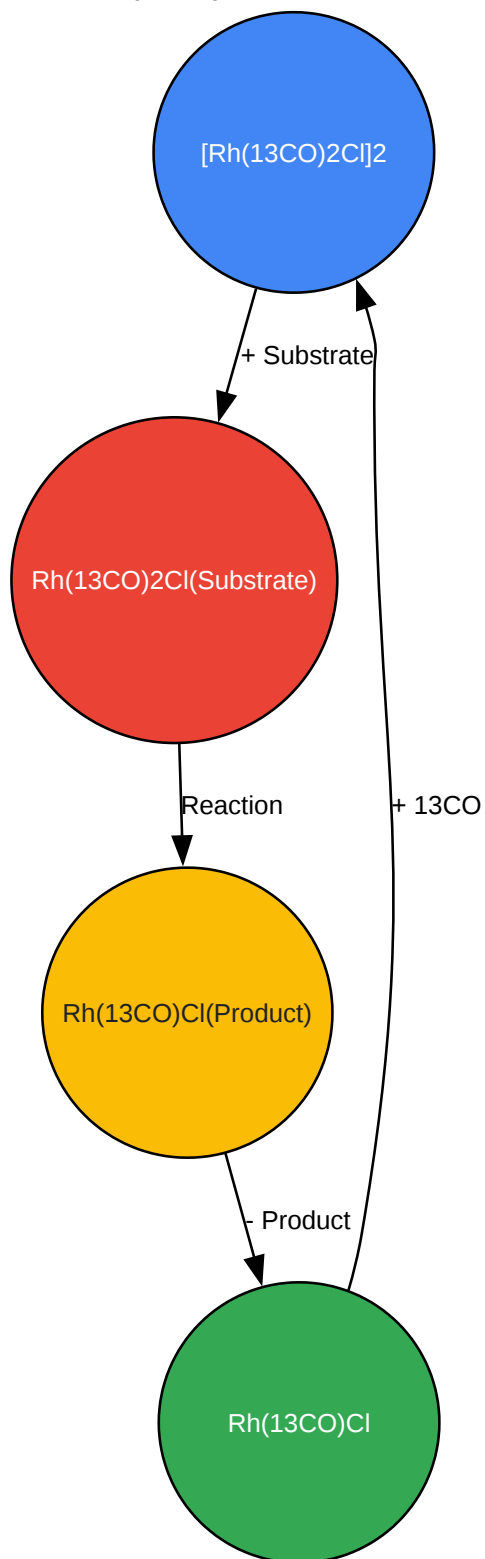 [Rh(13CO)2Cl]2
+ Substrate
Rh(13CO)2Cl(Substrate)
Reaction
+ 13CO
Rh(13CO)Cl(Product)
- Product
Rh(13CO)Cl